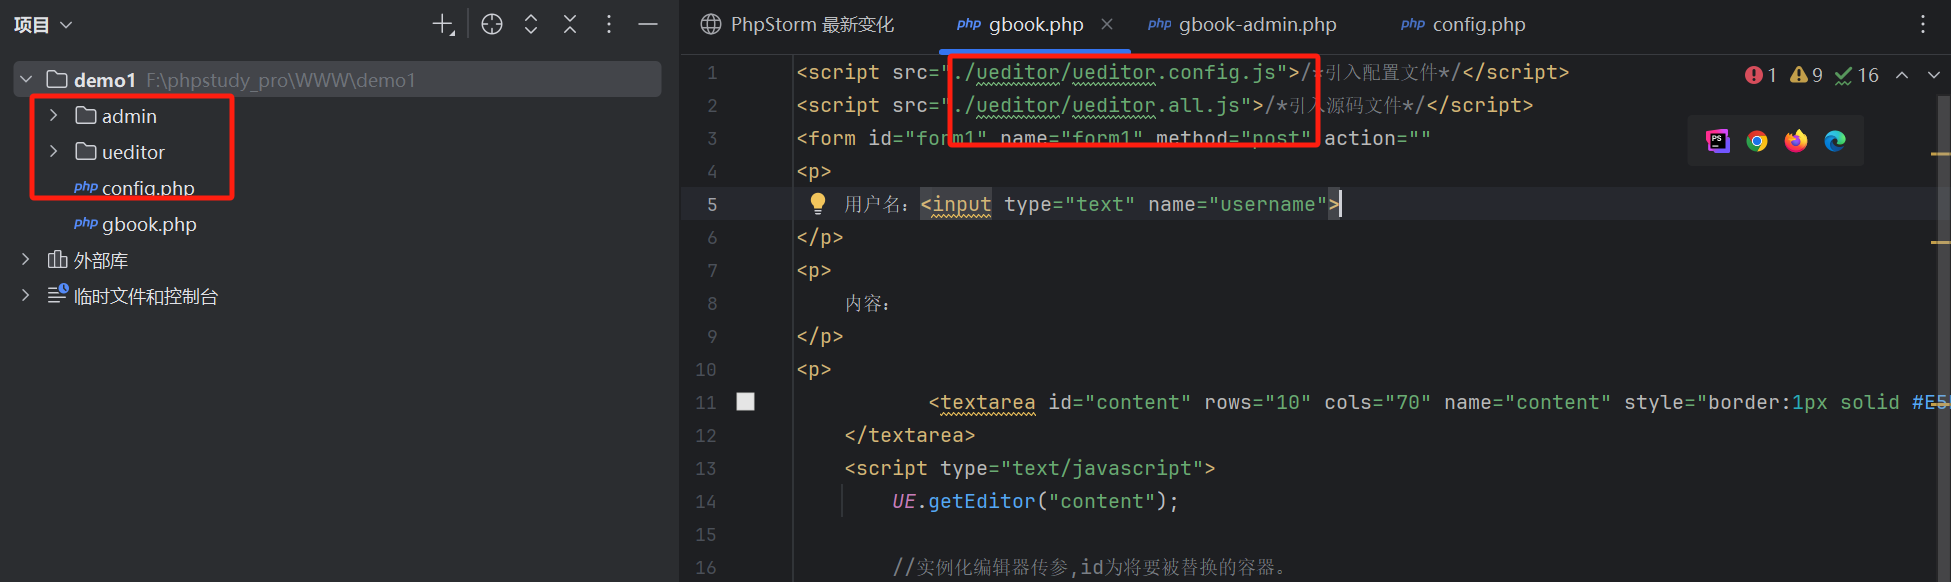 项目
demo1 F:\phpstudy_pro\WWW\demo1
admin
ueditor
php config.php
php gbook.php
外部库
临时文件和控制台
PhpStorm 最新变化
php gbook.php
php gbook-admin.php
php config.php
1 9 16
1 <script src="./ueditor/ueditor.config.js">/*引入配置文件*/</script>
2 <script src="./ueditor/ueditor.all.js">/*引入源码文件*/</script>
3 <form id="form1" name="form1" method="post" action=""
4 <p>
5 用户名：<input type="text" name="username">
6 </p>
7 <p>
8 内容：
9 </p>
10 <p>
11 <textarea id="content" rows="10" cols="70" name="content" style="border:1px solid #E5
12 </textarea>
13 <script type="text/javascript">
14 UE.getEditor("content");
15
16 //实例化编辑器传参,id为将要被替换的容器。